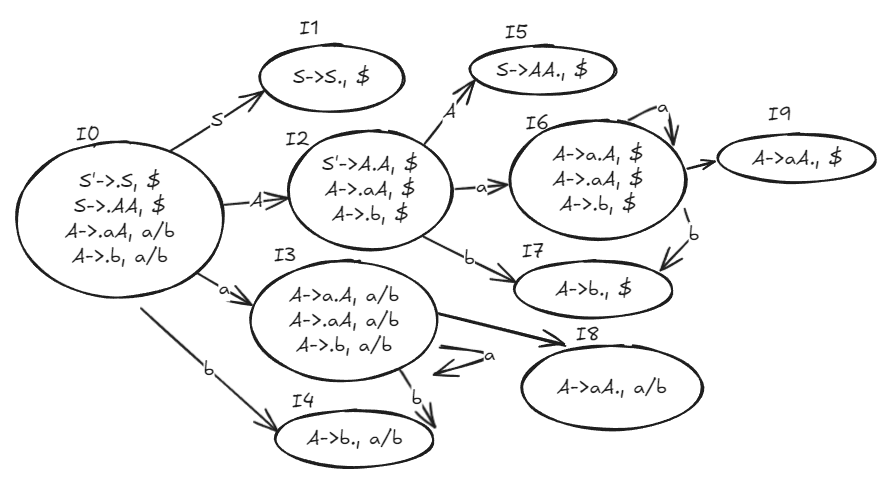 I1
S->S., $
I5
S->AA., $
S
A
I0
S'->.S, $
S->.AA, $
A->.aA, a/b
A->.b, a/b
A
I2
S'->A.A, $
A->.aA, $
A->.b, $
a
I6
A->a.A, $
A->.aA, $
A->.b, $
a
I9
A->aA., $
b
b
I7
A->b., $
a
I3
A->a.A, a/b
A->.aA, a/b
A->.b, a/b
a
b
I8
A->aA., a/b
b
I4
A->b., a/b